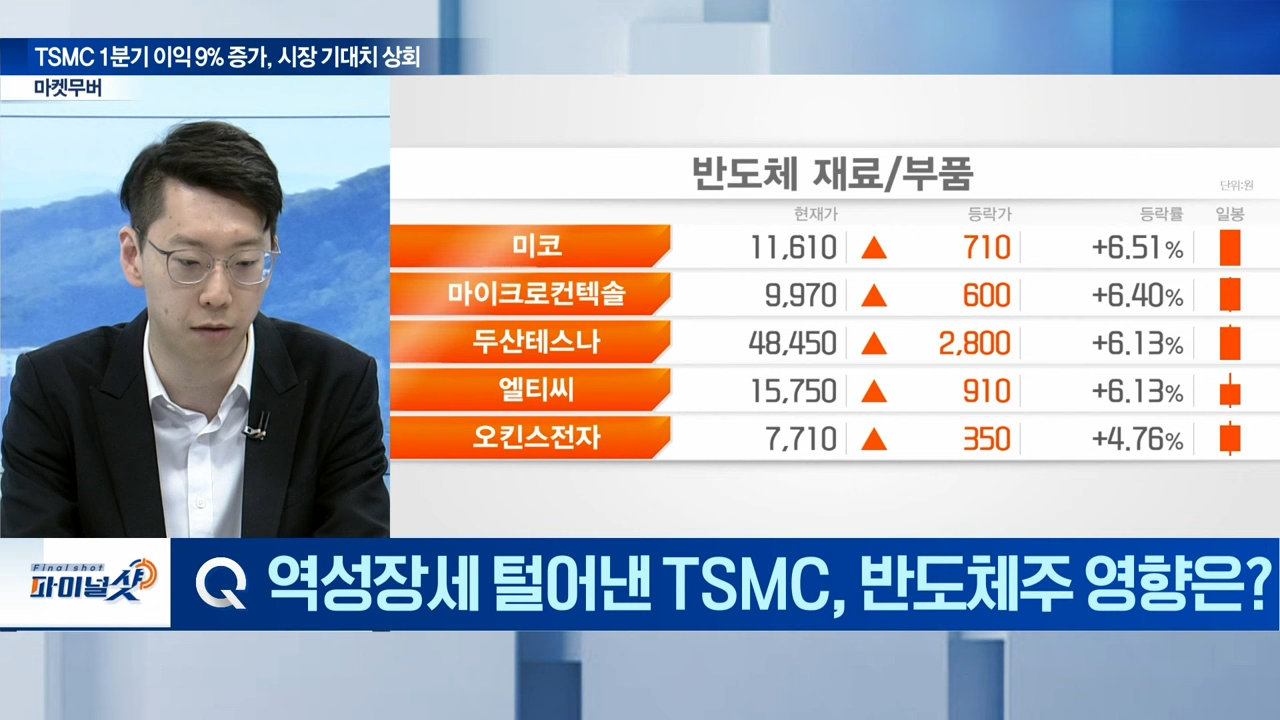 TSMC 1분기 이익 9% 증가, 시장 기대치 상회
마켓무버
반도체 재료/부품
단위:원
현재가 등락가 등락률 일봉
미코 11,610 ▲ 710 +6.51%
마이크로컨텍솔 9,970 ▲ 600 +6.40%
두산테스나 48,450 ▲ 2,800 +6.13%
엘티씨 15,750 ▲ 910 +6.13%
오킨스전자 7,710 ▲ 350 +4.76%
Final shot
파이널샷
Q 역성장세 털어낸 TSMC, 반도체주 영향은?